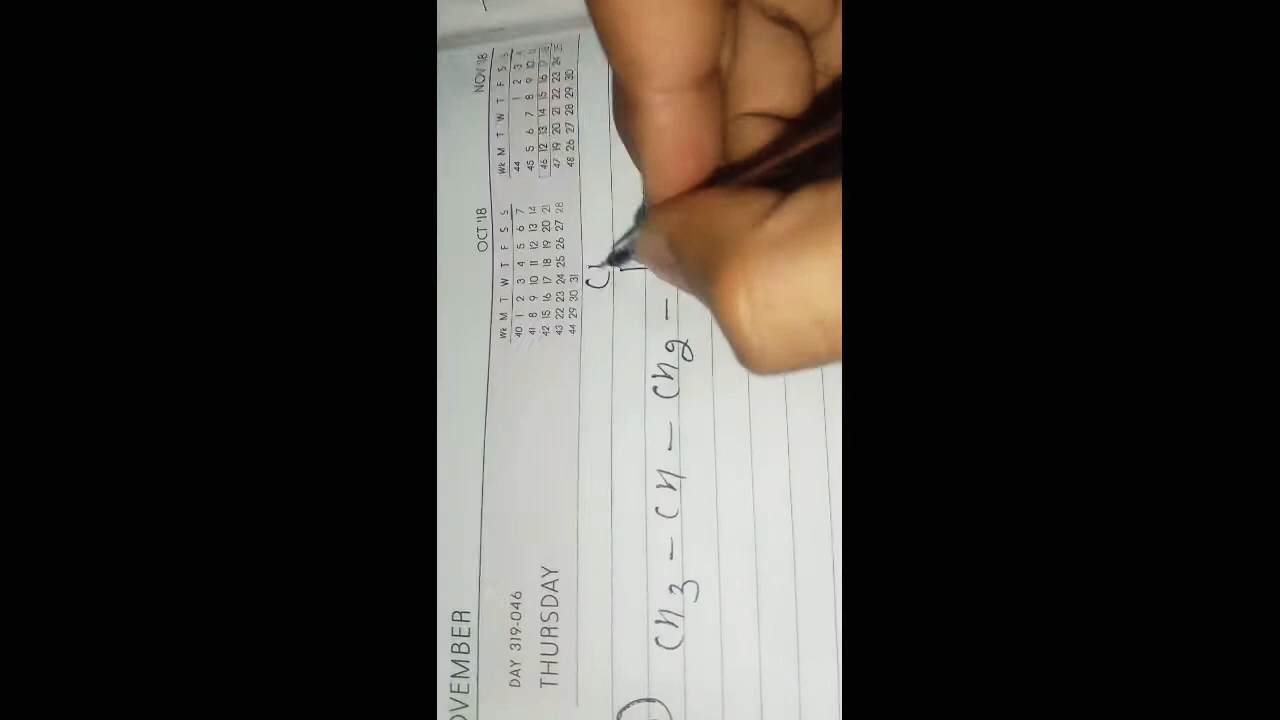 OVEMBER
DAY 319-046
THURSDAY
OCT '18
Wk M T W T F S S
40 1 2 3 4 5 6 7
41 8 9 10 11 12 13 14
42 15 16 17 18 19 20 21
43 22 23 24 25 26 27 28
44 29 30 31
NOV '18
Wk M T W T F S S
44 1 2 3 4
45 5 6 7 8 9 10 11
46 12 13 14 15 16 17 18
47 19 20 21 22 23 24 25
48 26 27 28 29 30
C
CH3 - CH - CH2 -